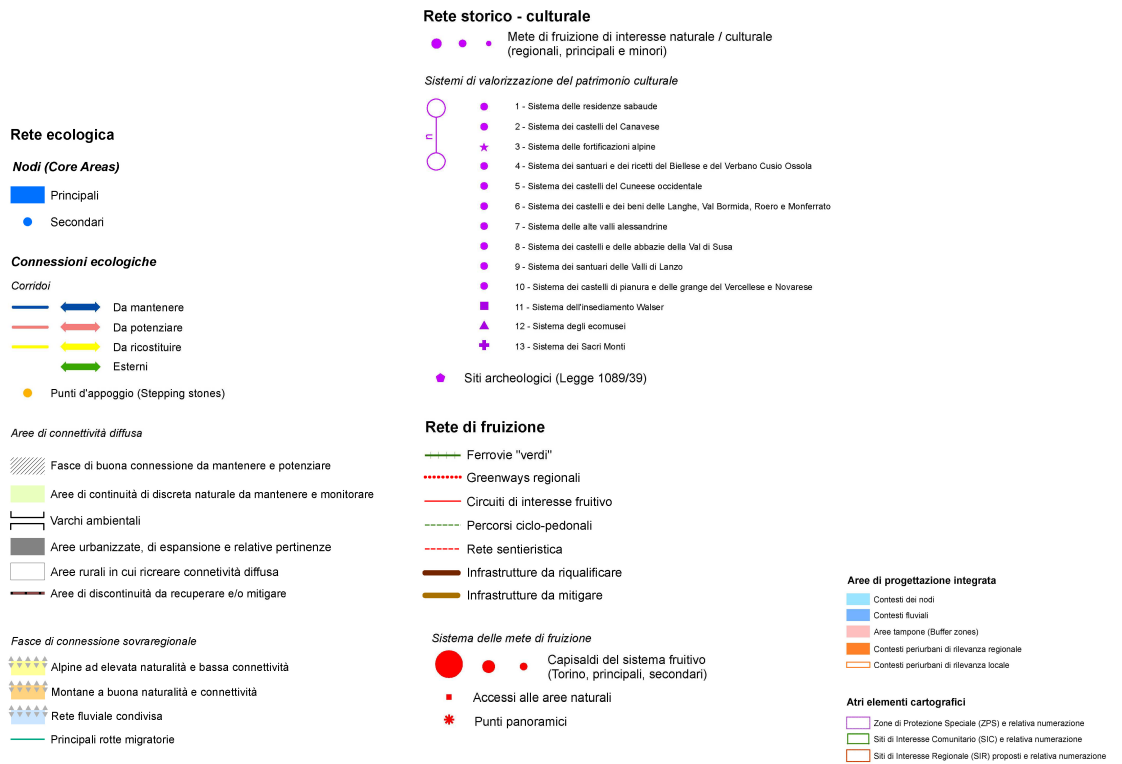 Rete ecologica
Nodi (Core Areas)
Principali
Secondari
Connessioni ecologiche
Corridoi
Da mantenere
Da potenziare
Da ricostituire
Esterni
Punti d'appoggio (Stepping stones)
Aree di connettività diffusa
Fasce di buona connessione da mantenere e potenziare
Aree di continuità di discreta naturale da mantenere e monitorare
Varchi ambientali
Aree urbanizzate, di espansione e relative pertinenze
Aree rurali in cui ricreare connetività diffusa
Aree di discontinuità da recuperare e/o mitigare
Fasce di connessione sovraregionale
Alpine ad elevata naturalità e bassa connettività
Montane a buona naturalità e connettività
Rete fluviale condivisa
Principali rotte migratorie
Rete storico - culturale
Mete di fruizione di interesse naturale / culturale
(regionali, principali e minori)
Sistemi di valorizzazione del patrimonio culturale
n
1 - Sistema delle residenze sabaude
2 - Sistema dei castelli del Canavese
3 - Sistema delle fortificazioni alpine
4 - Sistema dei santuari e dei ricetti del Biellese e del Verbano Cusio Ossola
5 - Sistema dei castelli del Cuneese occidentale
6 - Sistema dei castelli e dei beni delle Langhe, Val Bormida, Roero e Monferrato
7 - Sistema delle alte valli alessandrine
8 - Sistema dei castelli e delle abbazie della Val di Susa
9 - Sistema dei santuari delle Valli di Lanzo
10 - Sistema dei castelli di pianura e delle grange del Vercellese e Novarese
11 - Sistema dell'insediamento Walser
12 - Sistema degli ecomusei
13 - Sistema dei Sacri Monti
Siti archeologici (Legge 1089/39)
Rete di fruizione
Ferrovie "verdi"
Greenways regionali
Circuiti di interesse fruitivo
Percorsi ciclo-pedonali
Rete sentieristica
Infrastrutture da riqualificare
Infrastrutture da mitigare
Sistema delle mete di fruizione
Capisaldi del sistema fruitivo
(Torino, principali, secondari)
Accessi alle aree naturali
Punti panoramici
Aree di progettazione integrata
Contesti dei nodi
Contesti fluviali
Aree tampone (Buffer zones)
Contesti periurbani di rilevanza regionale
Contesti periurbani di rilevanza locale
Atri elementi cartografici
Zone di Protezione Speciale (ZPS) e relativa numerazione
Siti di Interesse Comunitario (SIC) e relativa numerazione
Siti di Interesse Regionale (SIR) proposti e relativa numerazione